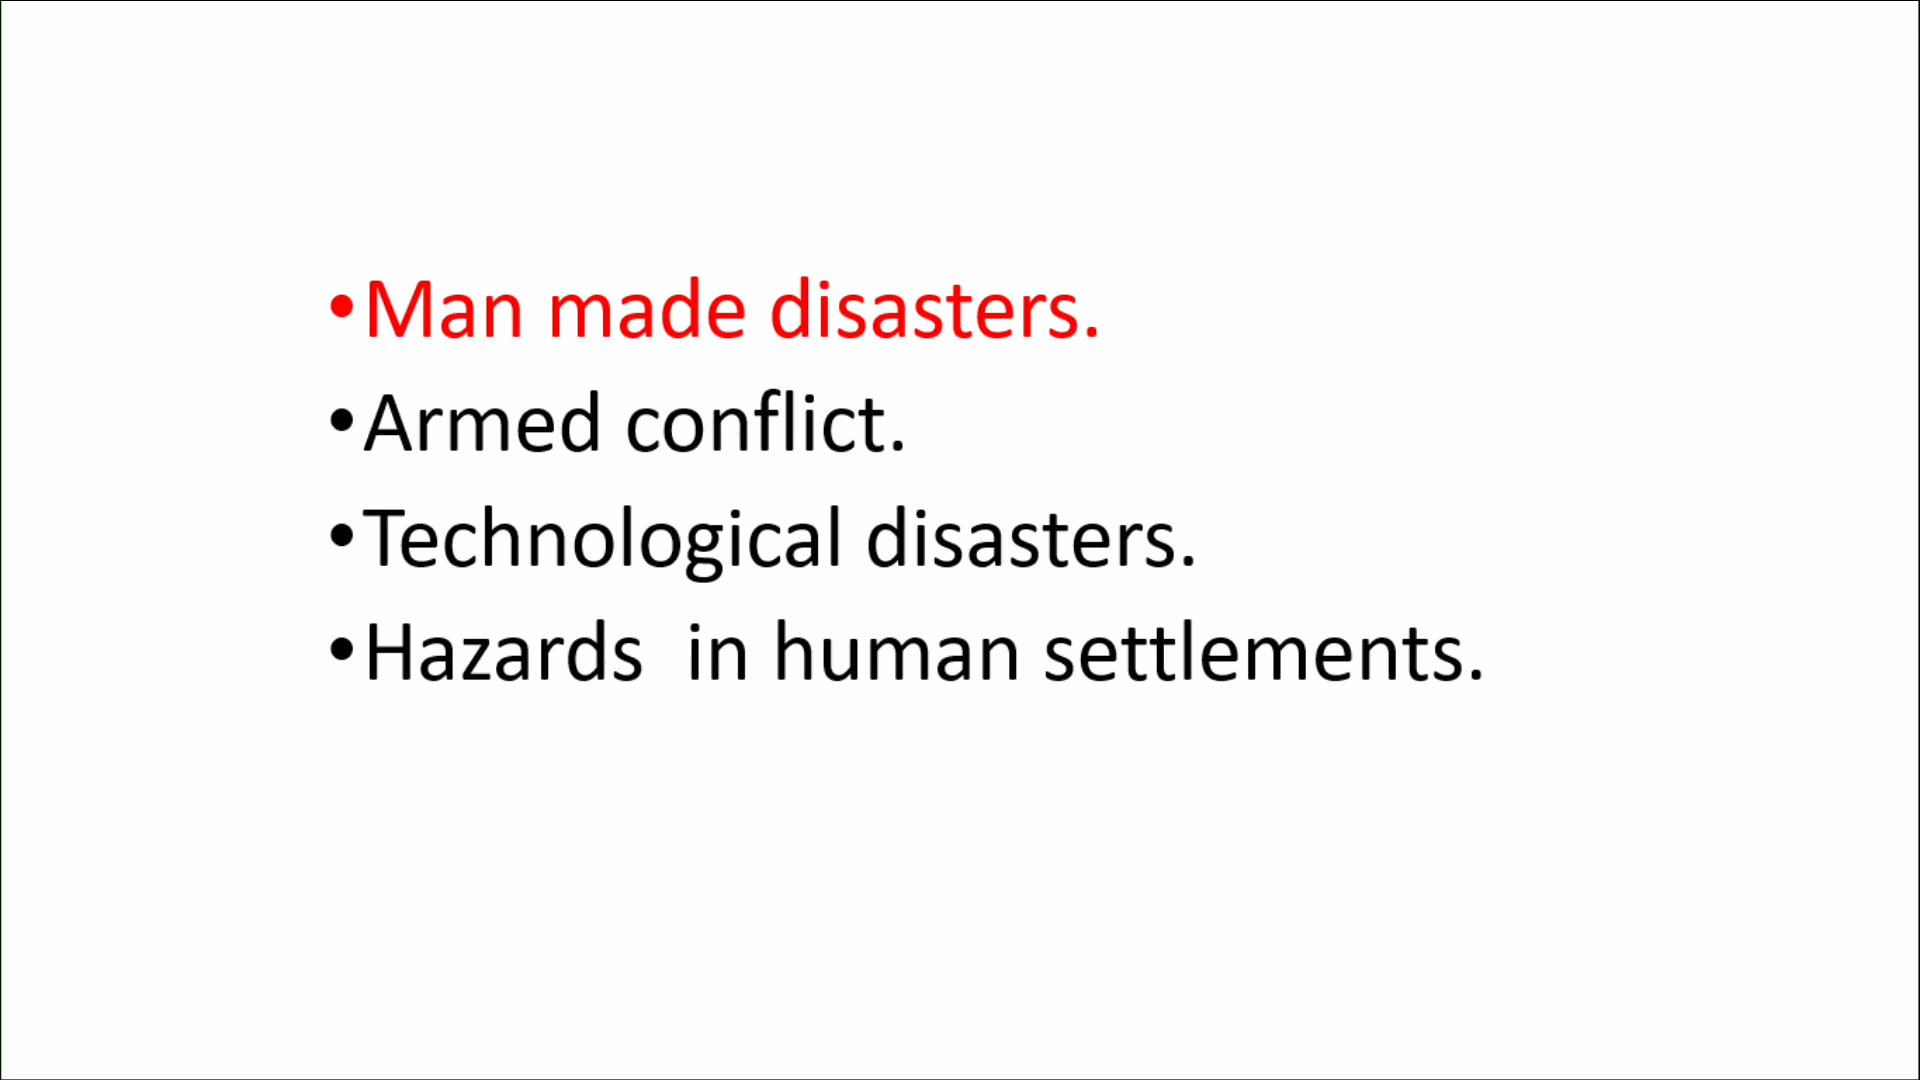 •Man made disasters.
•Armed conflict.
•Technological disasters.
•Hazards  in human settlements.